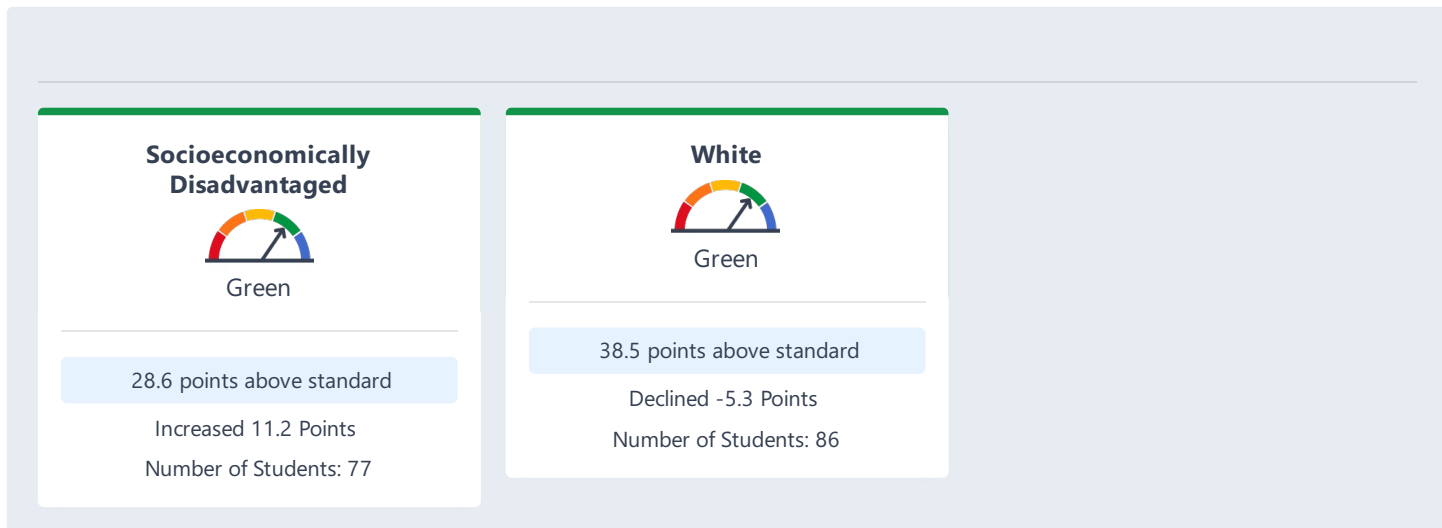 Socioeconomically
Disadvantaged
Green
28.6 points above standard
Increased 11.2 Points
Number of Students: 77
White
Green
38.5 points above standard
Declined -5.3 Points
Number of Students: 86